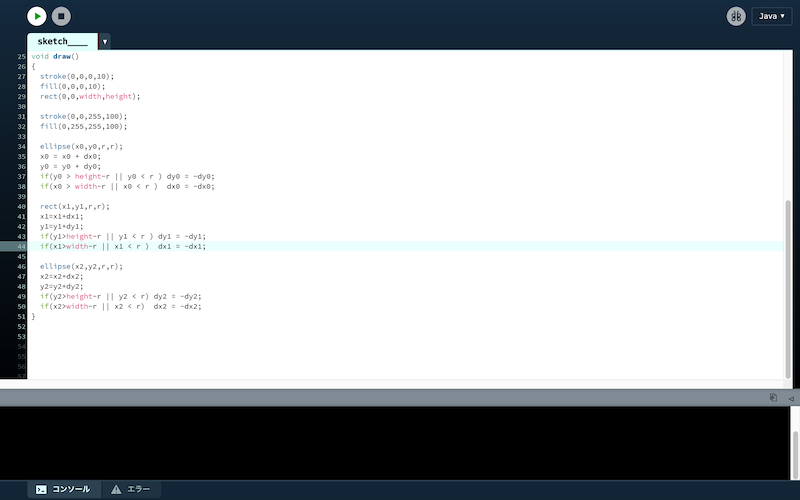 Java ▾
sketch____ ▾
25 void draw()
26 {
27 stroke(0,0,0,10);
28 fill(0,0,0,10);
29 rect(0,0,width,height);
30
31 stroke(0,0,255,100);
32 fill(0,255,255,100);
33
34 ellipse(x0,y0,r,r);
35 x0 = x0 + dx0;
36 y0 = y0 + dy0;
37 if(y0 > height-r || y0 < r ) dy0 = -dy0;
38 if(x0 > width-r || x0 < r )  dx0 = -dx0;
39
40 rect(x1,y1,r,r);
41 x1=x1+dx1;
42 y1=y1+dy1;
43 if(y1>height-r || y1 < r ) dy1 = -dy1;
44 if(x1>width-r || x1 < r )  dx1 = -dx1;
45
46 ellipse(x2,y2,r,r);
47 x2=x2+dx2;
48 y2=y2+dy2;
49 if(y2>height-r || y2 < r) dy2 = -dy2;
50 if(x2>width-r || x2 < r)  dx2 = -dx2;
51 }
52
53
54
55
56
57
コンソール
エラー